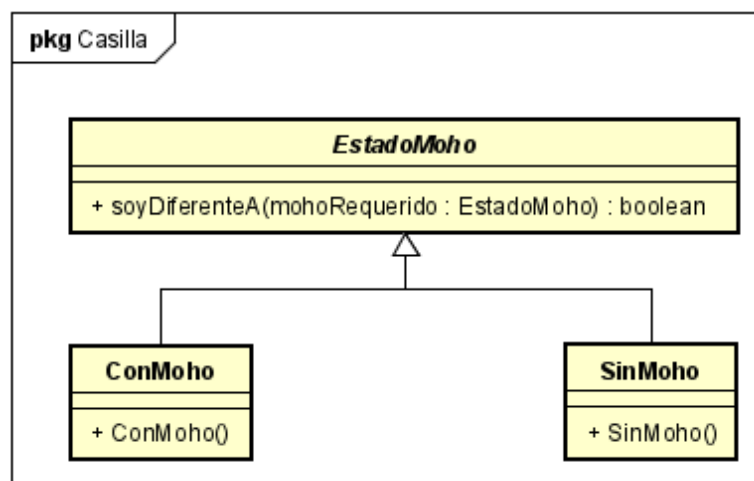 pkg Casilla
EstadoMoho
+ soyDiferenteA(mohoRequerido : EstadoMoho) : boolean
ConMoho
+ ConMoho()
SinMoho
+ SinMoho()